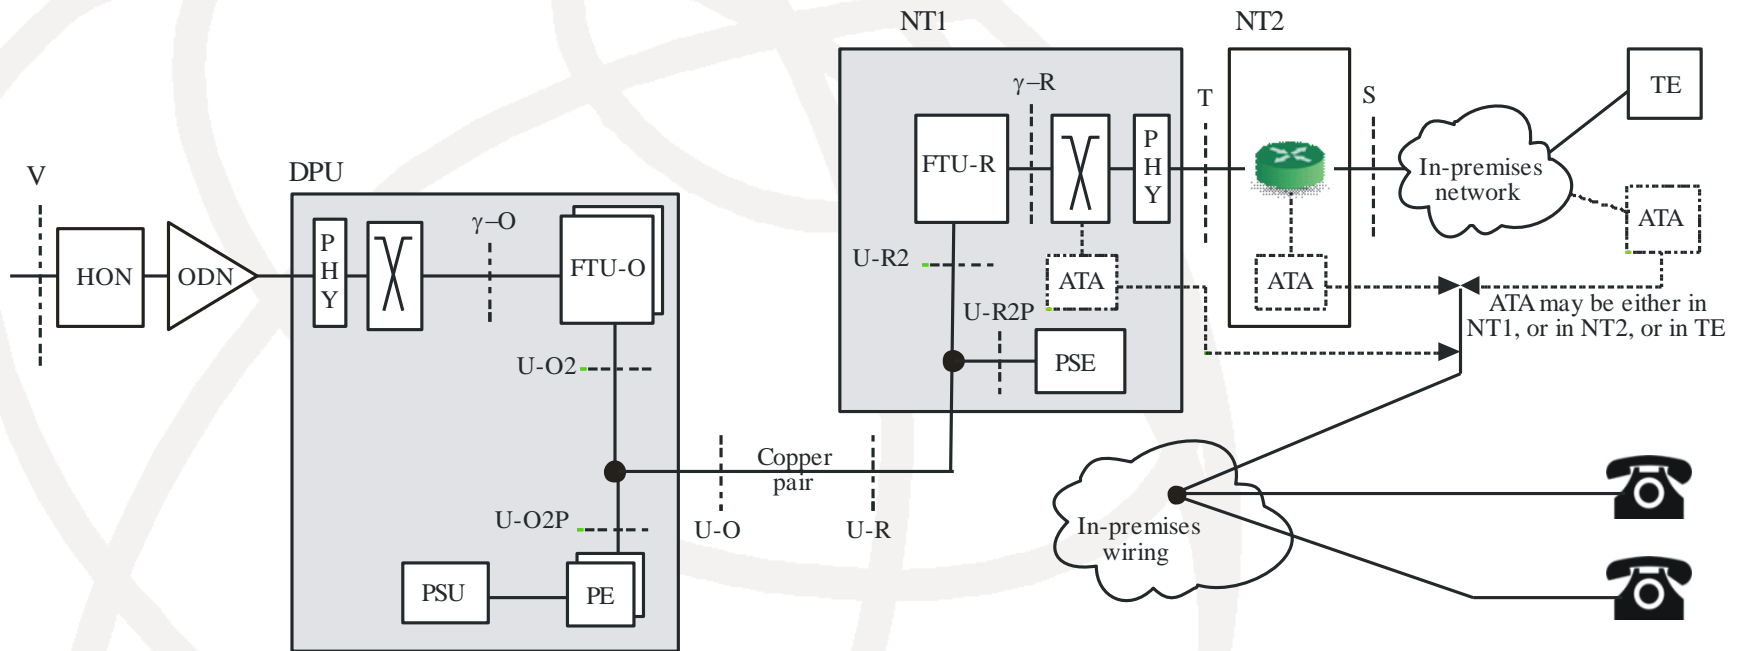 NT1
NT2
γ–R
T
S
TE
V
DPU
P
H
Y
FTU-R
In-premises
network
γ–O
P
H
Y
HON
ODN
FTU-O
U-R2
ATA
ATA
ATA
U-R2P
ATA may be either in
NT1, or in NT2, or in TE
U-O2
PSE
Copper
pair
U-O2P
U-O
U-R
In-premises
wiring
PSU
PE